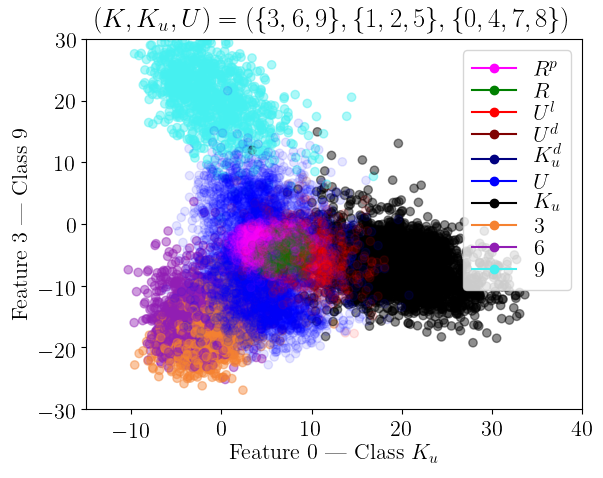 (K, K_u, U) = ({3, 6, 9}, {1, 2, 5}, {0, 4, 7, 8})
30
20
10
0
−10
−20
−30
Feature 3 — Class 9
R^p
R
U^l
U^d
K_u^d
U
K_u
3
6
9
−10
0
10
20
30
40
Feature 0 — Class K_u